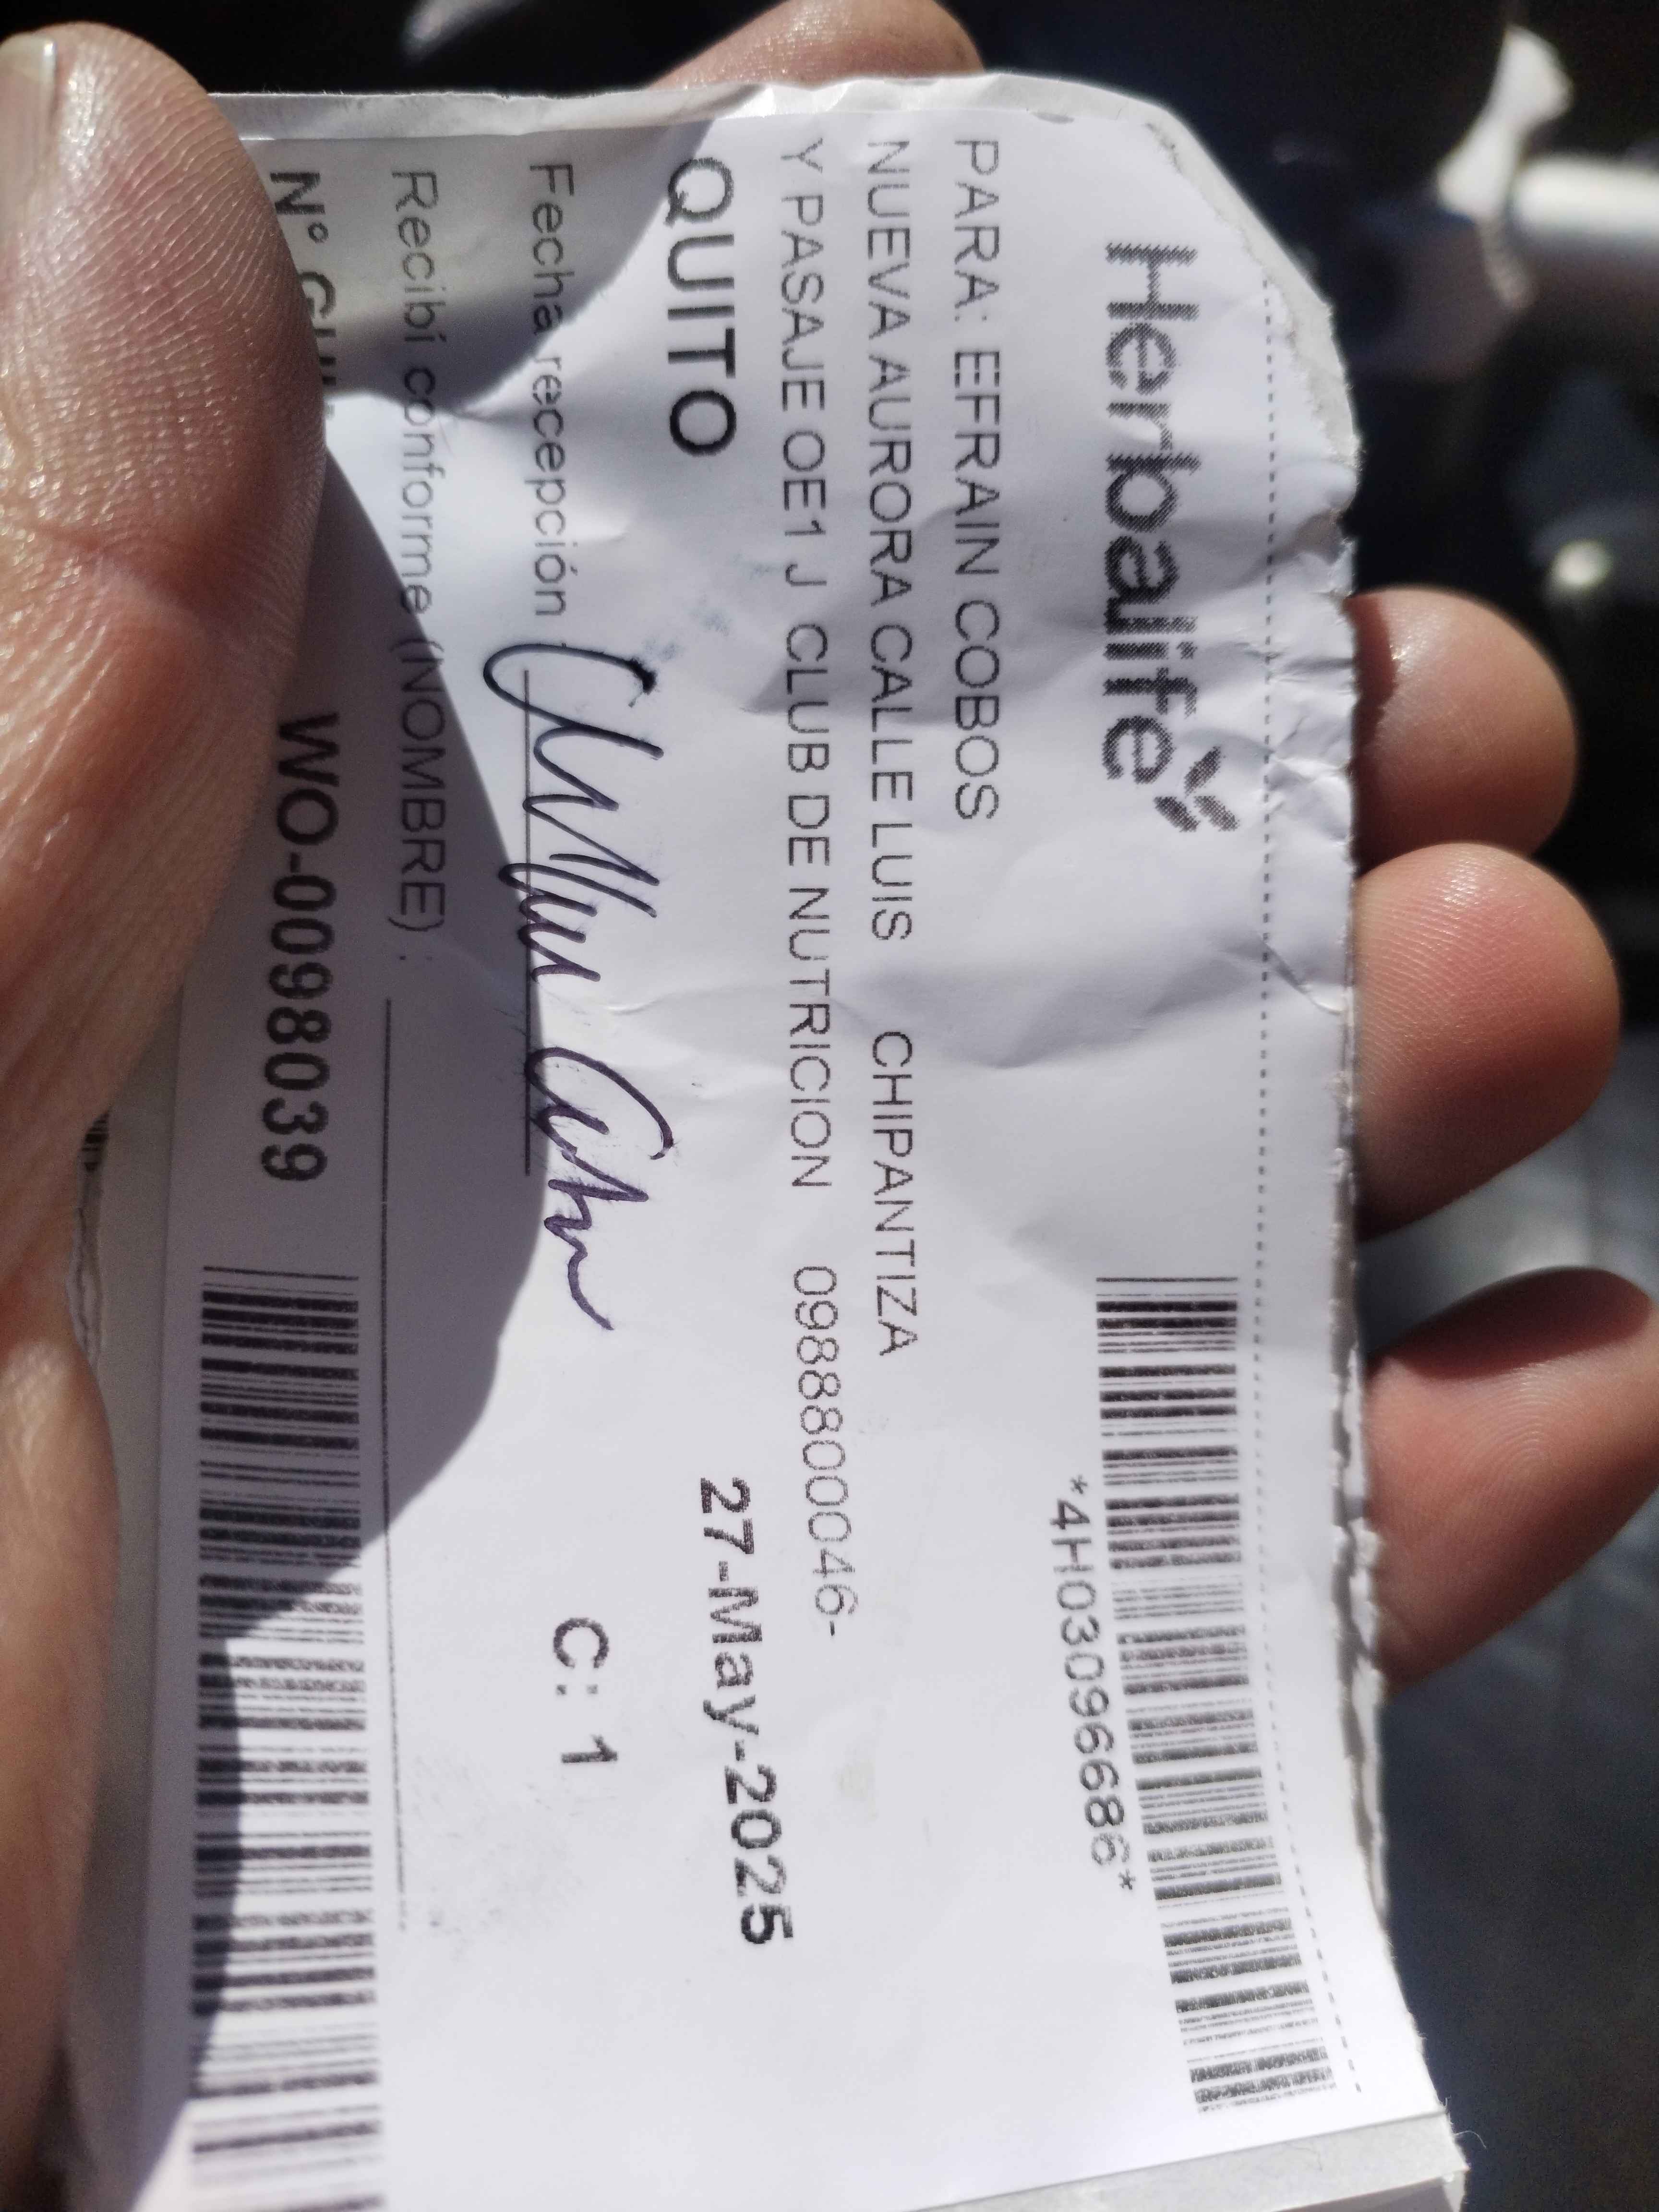 Herbalife
*4H03096686*
PARA: EFRAIN COBOS
NUEVA AURORA CALLE LUIS CHIPANTIZA
Y PASAJE OE1 J CLUB DE NUTRICION 0988800046-
QUITO 27-May-2025
Fecha recepción :
C: 1
Recibí conforme (NOMBRE) :
N° WO-00980039